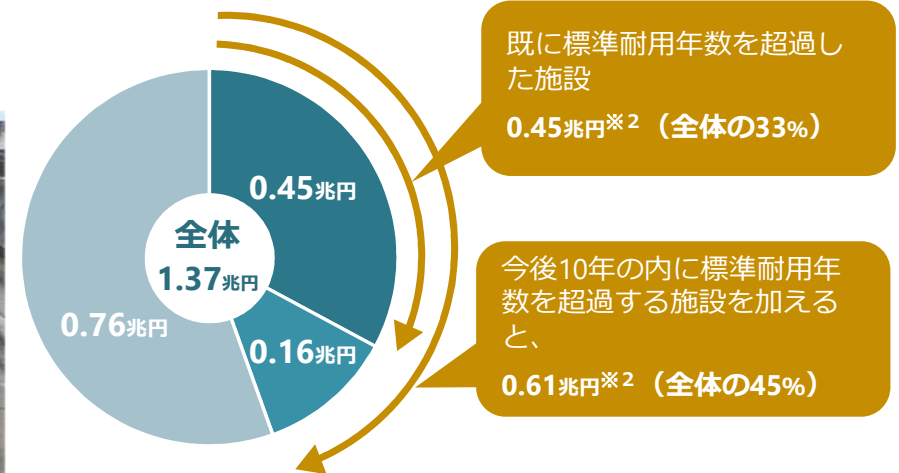 既に標準耐用年数を超過し
た施設
0.45兆円※2（全体の33%）
0.45兆円
全体
1.37兆円
0.76兆円
0.16兆円
今後10年の内に標準耐用年
数を超過する施設を加える
と、
0.61兆円※2（全体の45%）